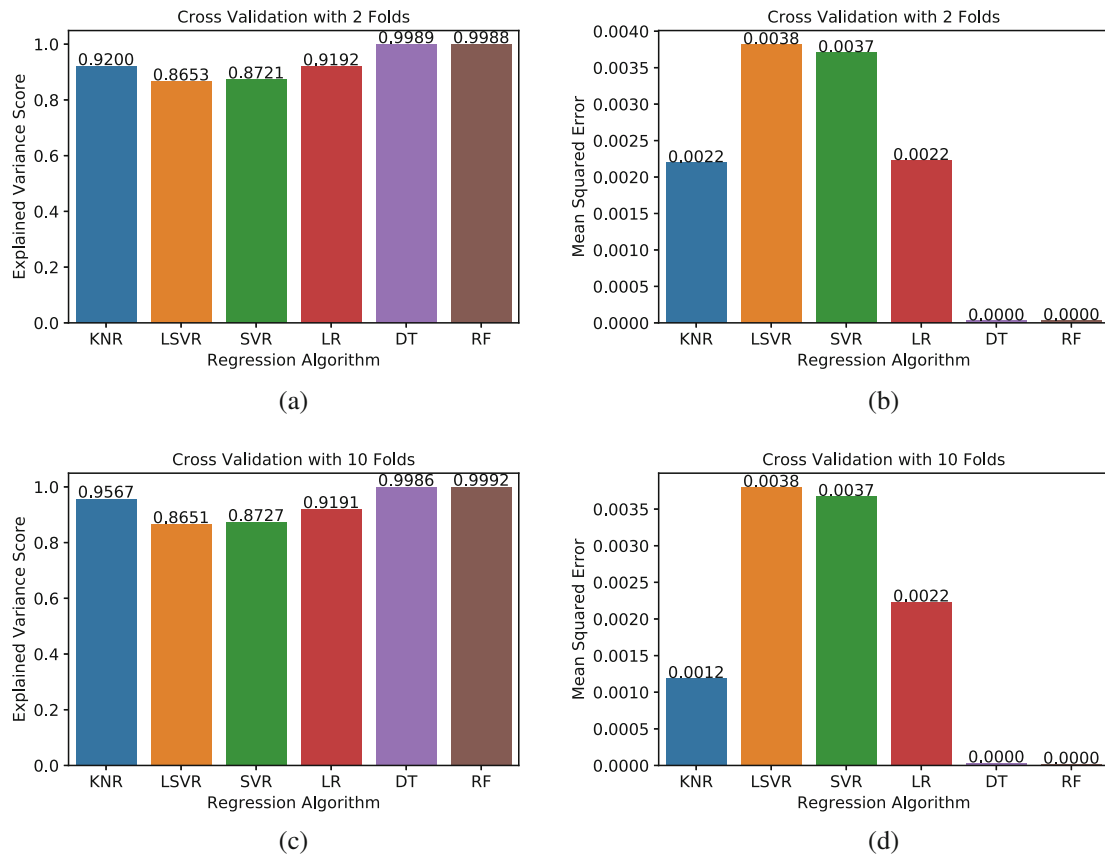 Cross Validation with 2 Folds
Explained Variance Score
1.0
0.8
0.6
0.4
0.2
0.0
0.9200
0.8653
0.8721
0.9192
0.9989
0.9988
KNR LSVR SVR LR DT RF
Regression Algorithm
(a)
Cross Validation with 2 Folds
Mean Squared Error
0.0040
0.0035
0.0030
0.0025
0.0020
0.0015
0.0010
0.0005
0.0000
0.0022
0.0038
0.0037
0.0022
0.0000
0.0000
KNR LSVR SVR LR DT RF
Regression Algorithm
(b)
Cross Validation with 10 Folds
Explained Variance Score
1.0
0.8
0.6
0.4
0.2
0.0
0.9567
0.8651
0.8727
0.9191
0.9986
0.9992
KNR LSVR SVR LR DT RF
Regression Algorithm
(c)
Cross Validation with 10 Folds
Mean Squared Error
0.0035
0.0030
0.0025
0.0020
0.0015
0.0010
0.0005
0.0000
0.0012
0.0038
0.0037
0.0022
0.0000
0.0000
KNR LSVR SVR LR DT RF
Regression Algorithm
(d)